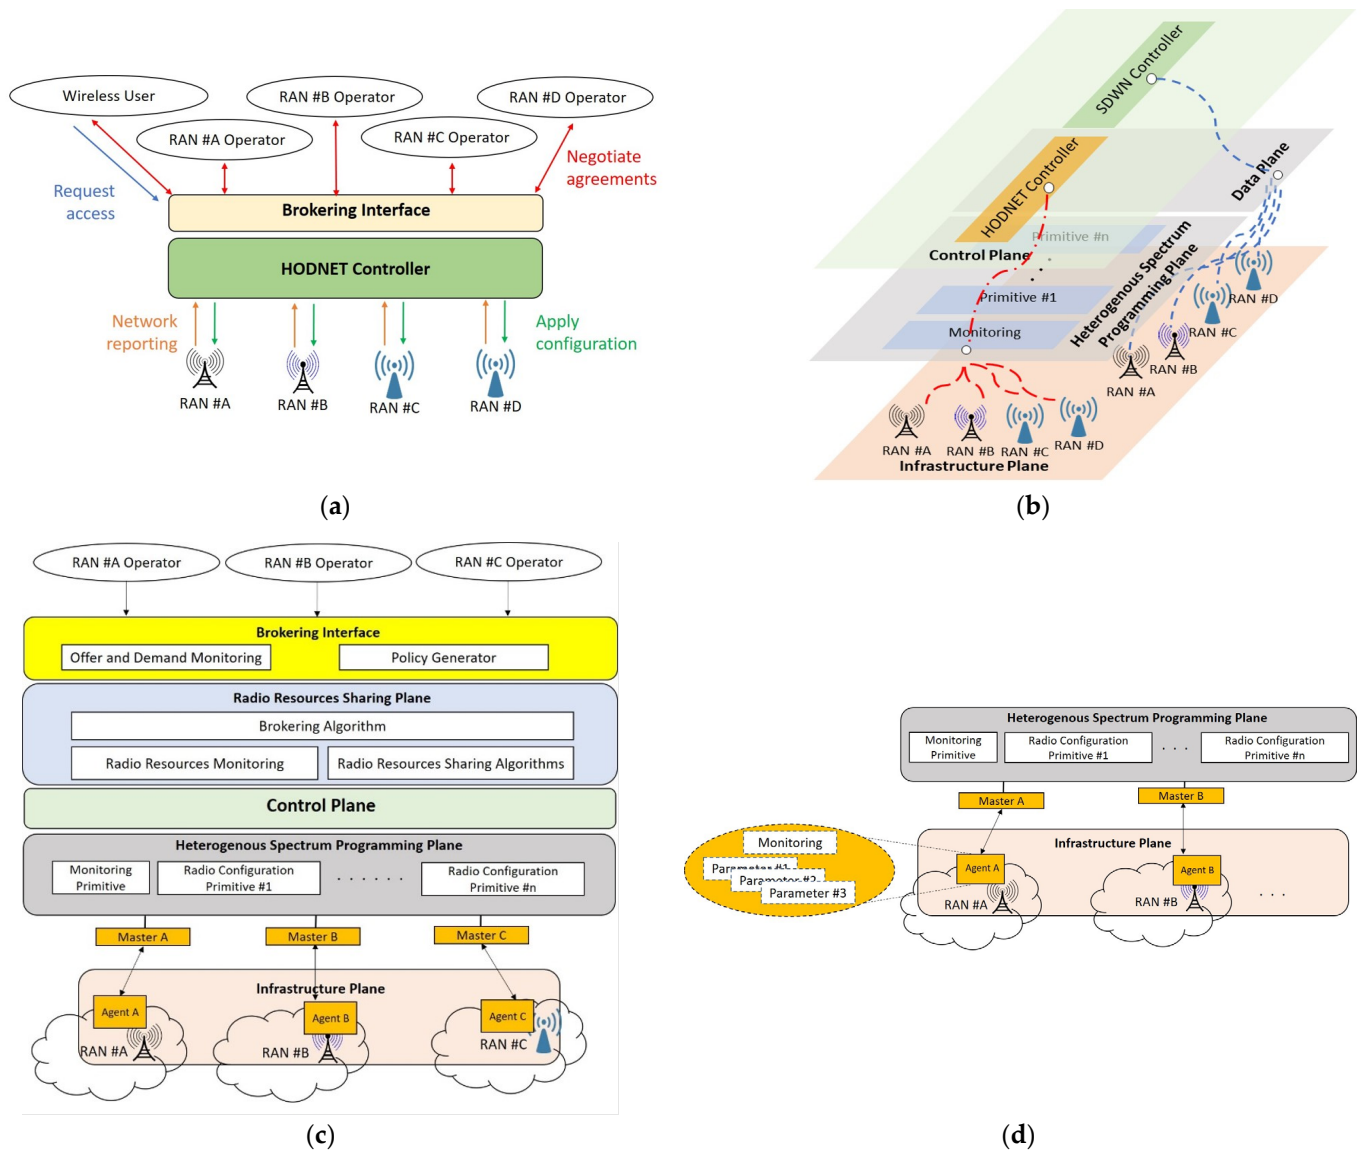 Wireless User
RAN #B Operator
RAN #D Operator
RAN #A Operator
RAN #C Operator
Request
access
Negotiate
agreements
Brokering Interface
HODNET Controller
Network
reporting
Apply
configuration
RAN #A
RAN #B
RAN #C
RAN #D
(a)
SDWN Controller
HODNET Controller
Data Plane
Primitive #n
Control Plane
Heterogenous Spectrum
Programming Plane
Primitive #1
Monitoring
RAN #D
RAN #C
RAN #B
RAN #A
RAN #A
RAN #B
RAN #C
RAN #D
Infrastructure Plane
(b)
RAN #A Operator
RAN #B Operator
RAN #C Operator
Brokering Interface
Offer and Demand Monitoring
Policy Generator
Radio Resources Sharing Plane
Brokering Algorithm
Radio Resources Monitoring
Radio Resources Sharing Algorithms
Control Plane
Heterogenous Spectrum Programming Plane
Monitoring
Primitive
Radio Configuration
Primitive #1
. . . . . .
Radio Configuration
Primitive #n
Master A
Master B
Master C
Infrastructure Plane
Agent A
Agent B
Agent C
RAN #A
RAN #B
RAN #C
(c)
Heterogenous Spectrum Programming Plane
Monitoring
Primitive
Radio Configuration
Primitive #1
. . .
Radio Configuration
Primitive #n
Master A
Master B
Infrastructure Plane
Monitoring
Parameter #1
Parameter #2
Parameter #3
Agent A
Agent B
RAN #A
RAN #B
. . .
(d)